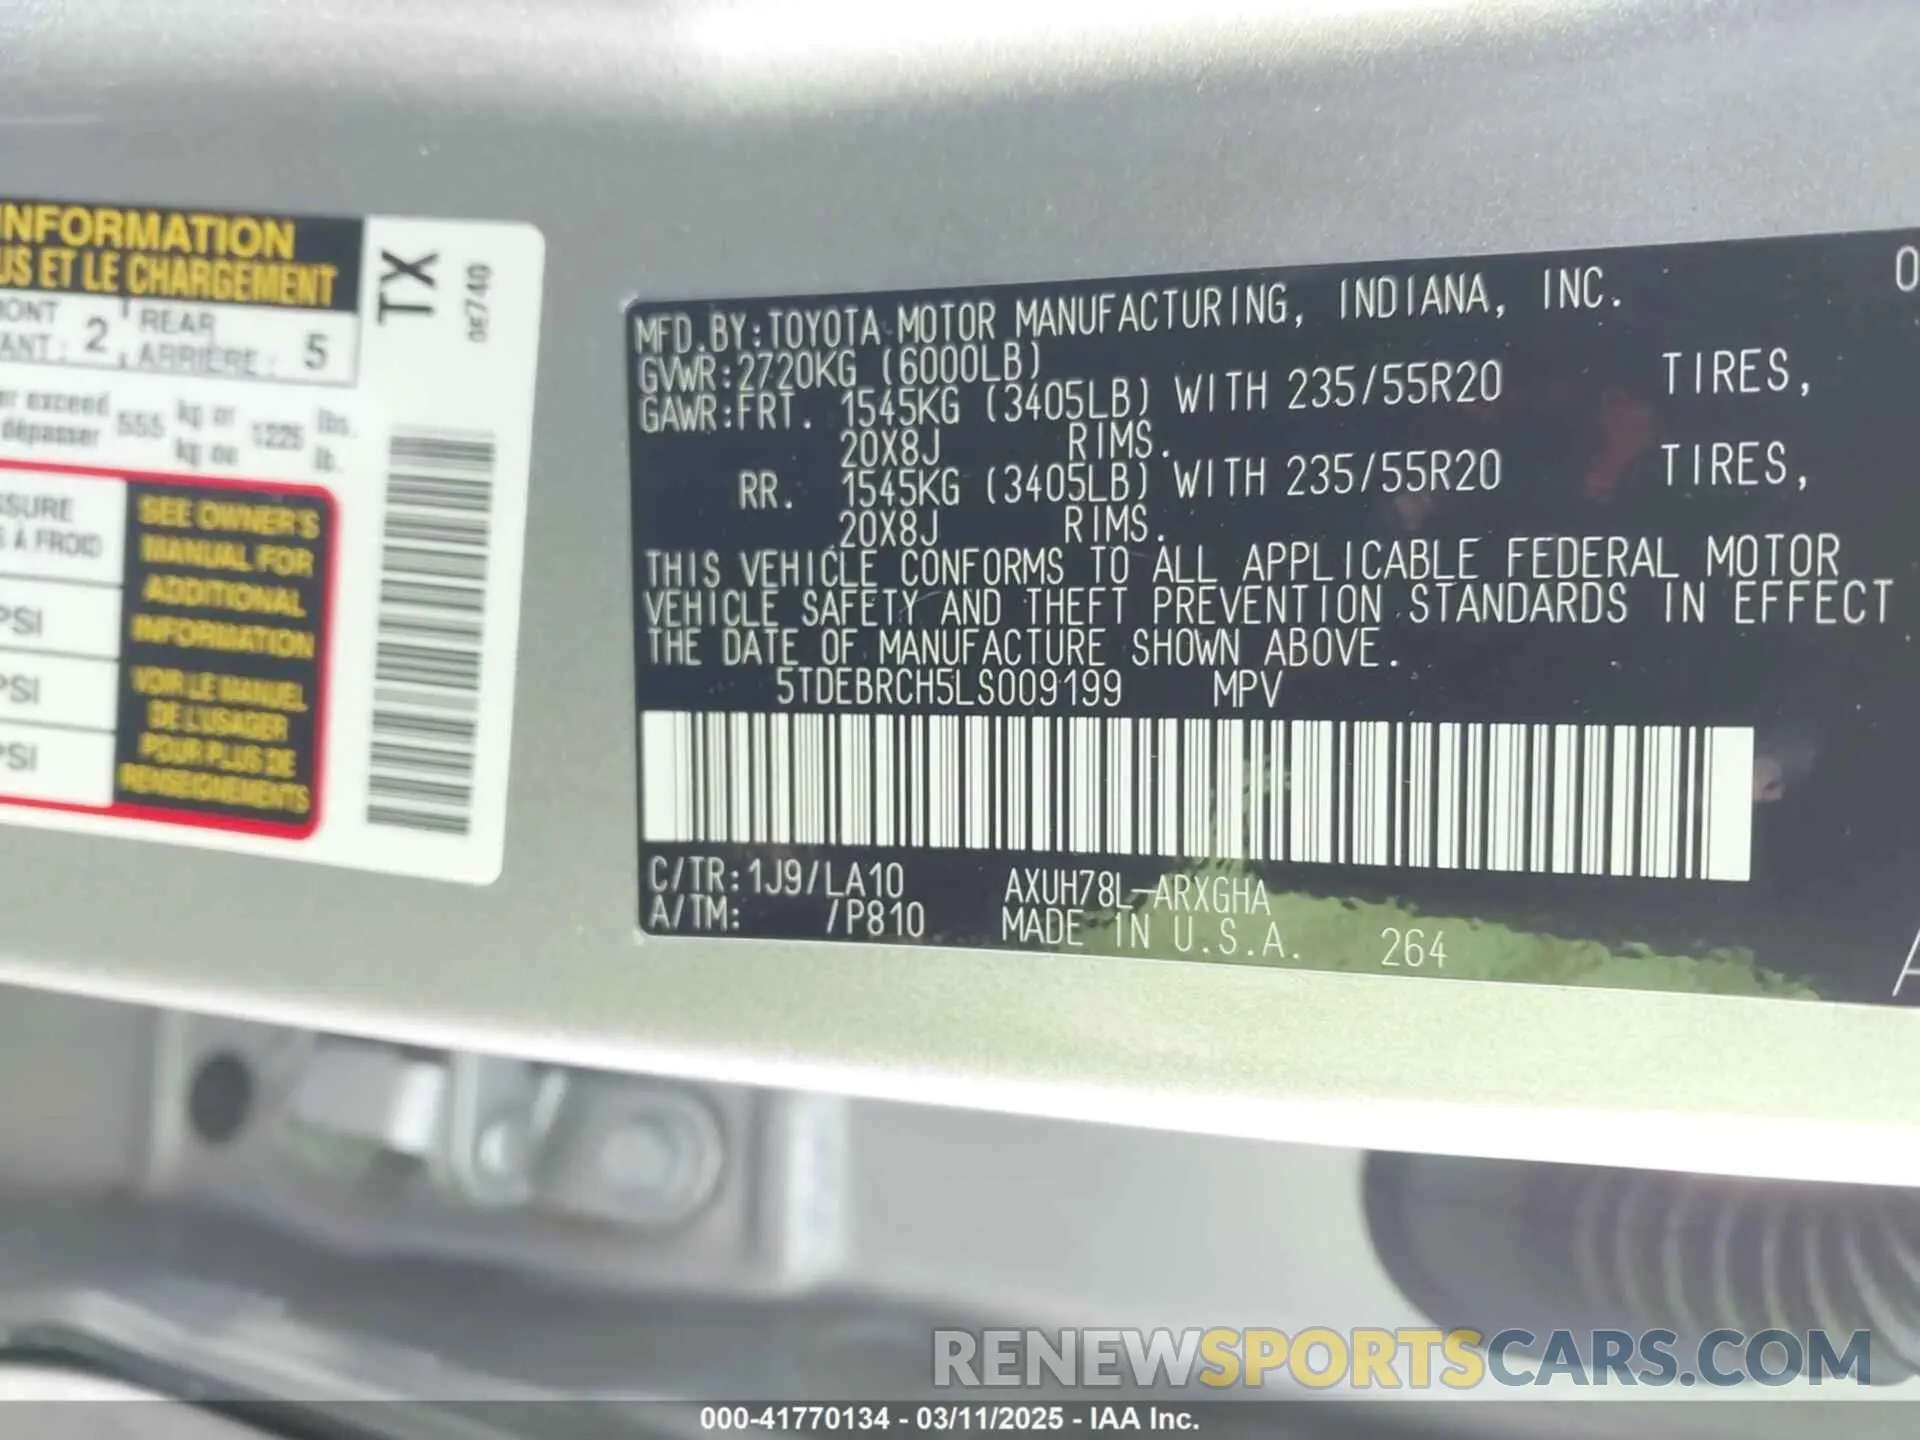 INFORMATION
US ET LE CHARGEMENT
2 REAR
ARRIÈRE : 5
exceed 555 kg or 1225 lbs.
dépasser kg ou lb.
À FROID
PSI
PSI
PSI
SEE OWNER'S
MANUAL FOR
ADDITIONAL
INFORMATION
VOIR LE MANUEL
DE L'USAGER
POUR PLUS DE
RENSEIGNEMENTS
TX
0E740
MFD.BY:TOYOTA MOTOR MANUFACTURING, INDIANA, INC. 0
GVWR:2720KG (6000LB)
GAWR:FRT. 1545KG (3405LB) WITH 235/55R20 TIRES,
20X8J RIMS.
RR. 1545KG (3405LB) WITH 235/55R20 TIRES,
20X8J RIMS.
THIS VEHICLE CONFORMS TO ALL APPLICABLE FEDERAL MOTOR
VEHICLE SAFETY AND THEFT PREVENTION STANDARDS IN EFFECT
THE DATE OF MANUFACTURE SHOWN ABOVE.
5TDEBRCH5LS009199 MPV
C/TR:1J9/LA10 AXUH78L-ARXGHA
A/TM: /P810 MADE IN U.S.A. 264
RENEWSPORTSCARS.COM
000-41770134 - 03/11/2025 - IAA Inc.